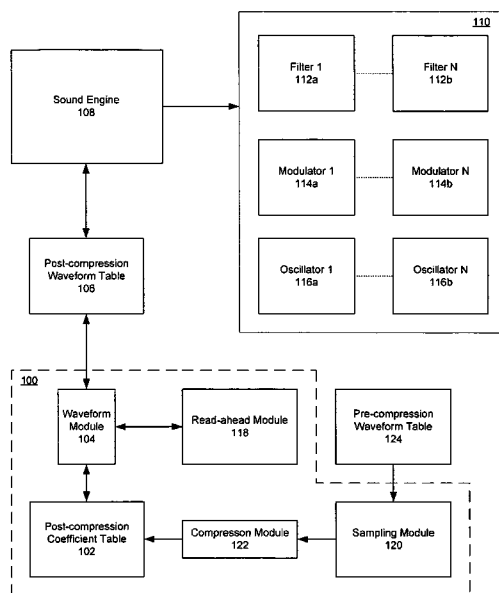 110
Sound Engine
108
Filter 1
112a
Filter N
112b
Modulator 1
114a
Modulator N
114b
Post-compression
Waveform Table
106
Oscillator 1
116a
Oscillator N
116b
100
Waveform
Module
104
Read-ahead Module
118
Pre-compression
Waveform Table
124
Post-compression
Coefficient Table
102
Compresson Module
122
Sampling Module
120